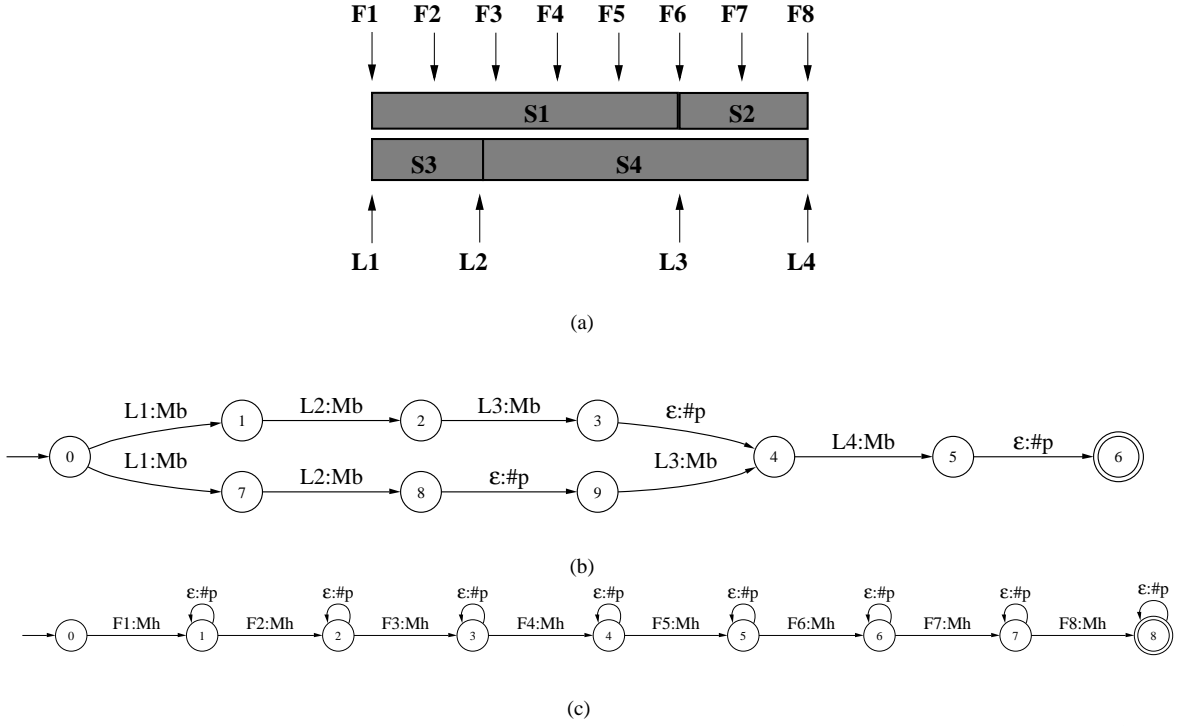 F1 F2 F3 F4 F5 F6 F7 F8
S1 S2
S3 S4
L1 L2 L3 L4
(a)
L1:Mb 1 L2:Mb 2 L3:Mb 3 ε:#p
0 4 L4:Mb 5 ε:#p 6
L1:Mb 7 L2:Mb 8 ε:#p 9 L3:Mb
(b)
ε:#p ε:#p ε:#p ε:#p ε:#p ε:#p ε:#p ε:#p
0 F1:Mh 1 F2:Mh 2 F3:Mh 3 F4:Mh 4 F5:Mh 5 F6:Mh 6 F7:Mh 7 F8:Mh 8
(c)